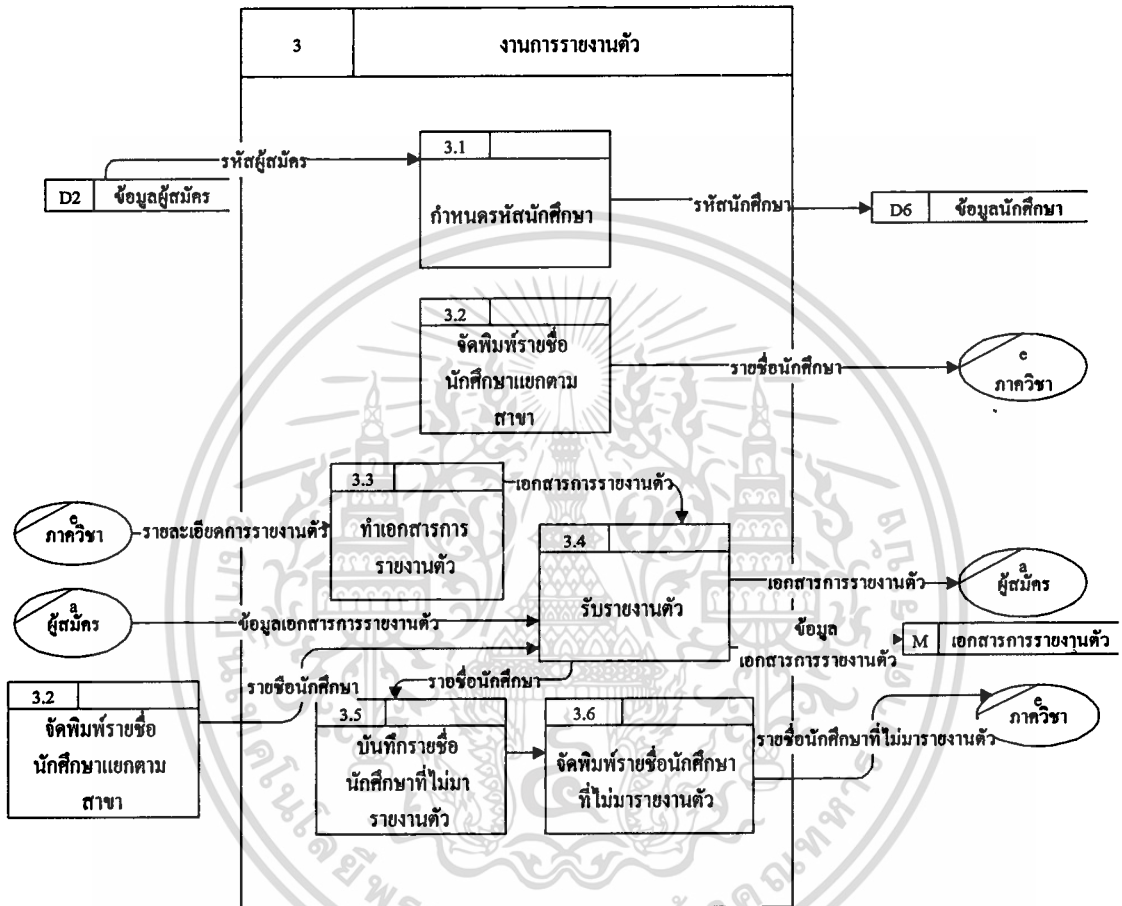 3
งานการรายงานตัว
รหัสผู้สมัคร
3.1
D2
ข้อมูลผู้สมัคร
กำหนดรหัสนักศึกษา
รหัสนักศึกษา
D6
ข้อมูลนักศึกษา
3.2
จัดพิมพ์รายชื่อ
นักศึกษาแยกตาม
สาขา
รายชื่อนักศึกษา
e
ภาควิชา
3.3
ทำเอกสารการ
รายงานตัว
เอกสารการรายงานตัว
e
ภาควิชา
รายละเอียดการรายงานตัว
3.4
รับรายงานตัว
เอกสารการรายงานตัว
a
ผู้สมัคร
a
ผู้สมัคร
ข้อมูลเอกสารการรายงานตัว
ข้อมูล
เอกสารการรายงานตัว
M
เอกสารการรายงานตัว
3.2
จัดพิมพ์รายชื่อ
นักศึกษาแยกตาม
สาขา
รายชื่อนักศึกษา
รายชื่อนักศึกษา
3.5
บันทึกรายชื่อ
นักศึกษาที่ไม่มา
รายงานตัว
3.6
จัดพิมพ์รายชื่อนักศึกษา
ที่ไม่มารายงานตัว
รายชื่อนักศึกษาที่ไม่มารายงานตัว
e
ภาควิชา